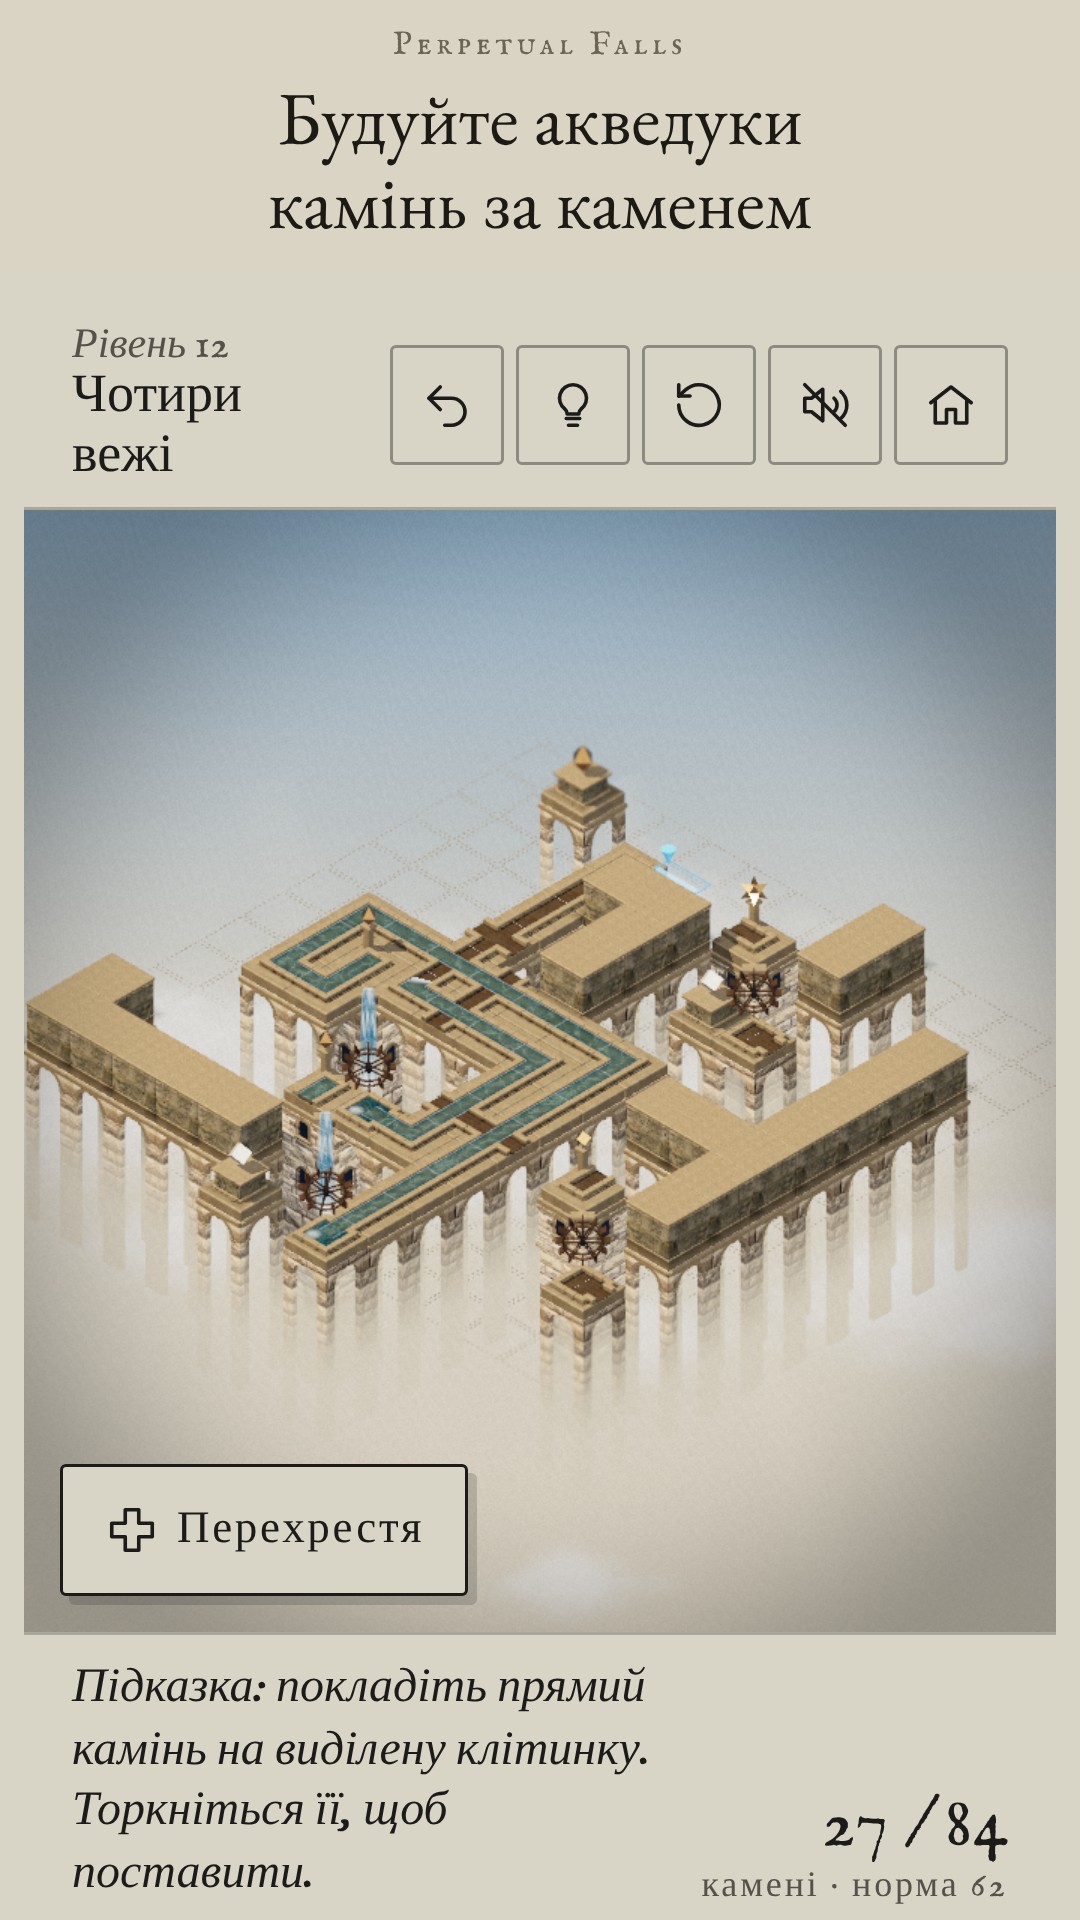 Perpetual Falls
Будуйте акведуки
камінь за каменем
Рівень 12
Чотири
вежі
Перехрестя
Підказка: покладіть прямий
камінь на виділену клітинку.
Торкніться її, щоб
поставити.
27 / 84
камені · норма 62